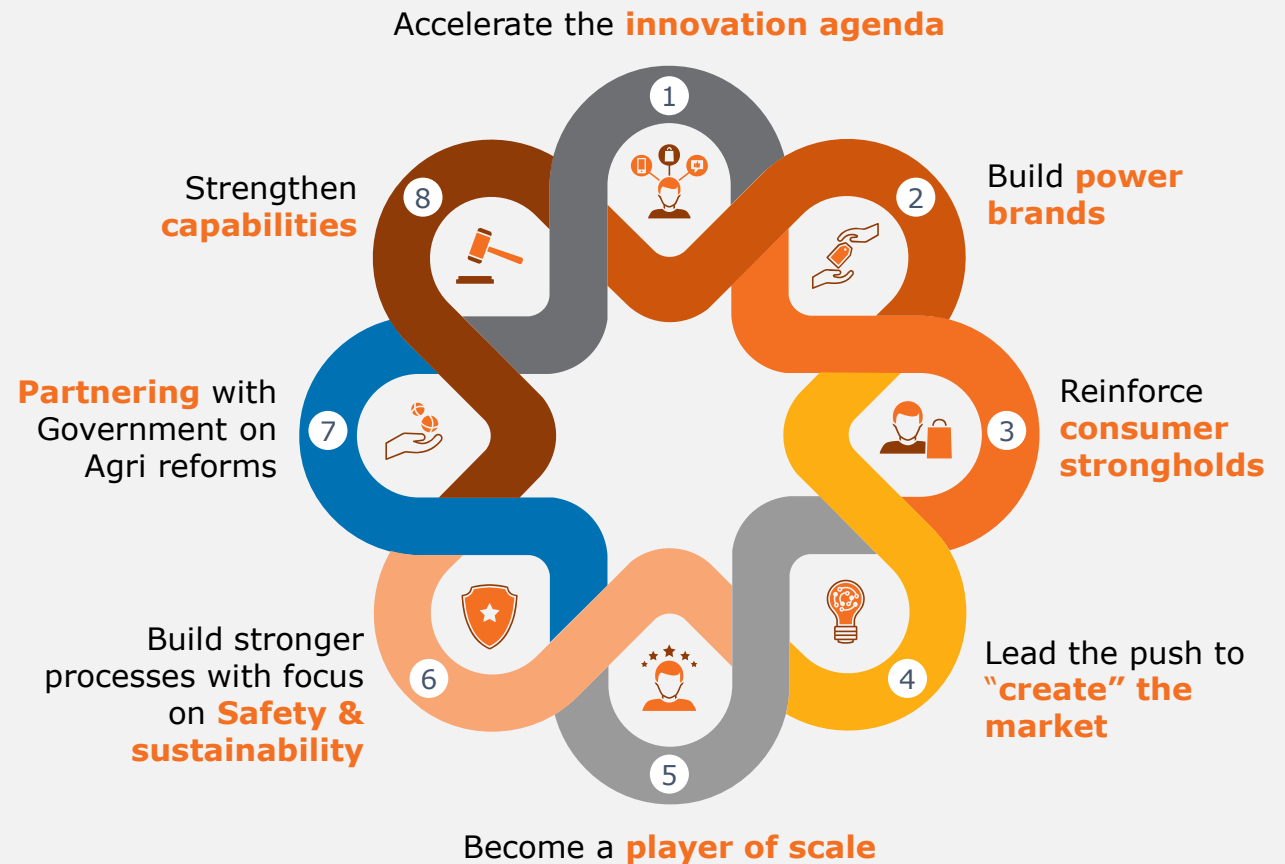 Accelerate the innovation agenda
1
Build power
brands
2
Reinforce
consumer
strongholds
3
Lead the push to
“create” the
market
4
Become a player of scale
5
Build stronger
processes with focus
on Safety &
sustainability
6
Partnering with
Government on
Agri reforms
7
Strengthen
capabilities
8